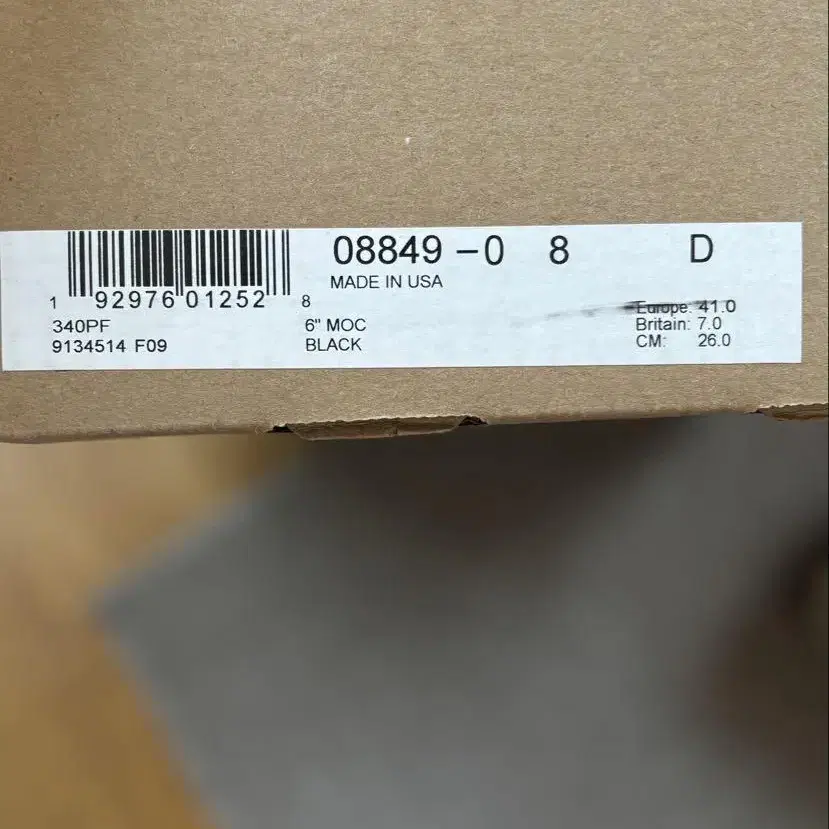 08849-0 8 D
MADE IN USA
1 92976 01252 8
340PF
9134514 F09
6" MOC
BLACK
Europe: 41.0
Britain: 7.0
CM: 26.0